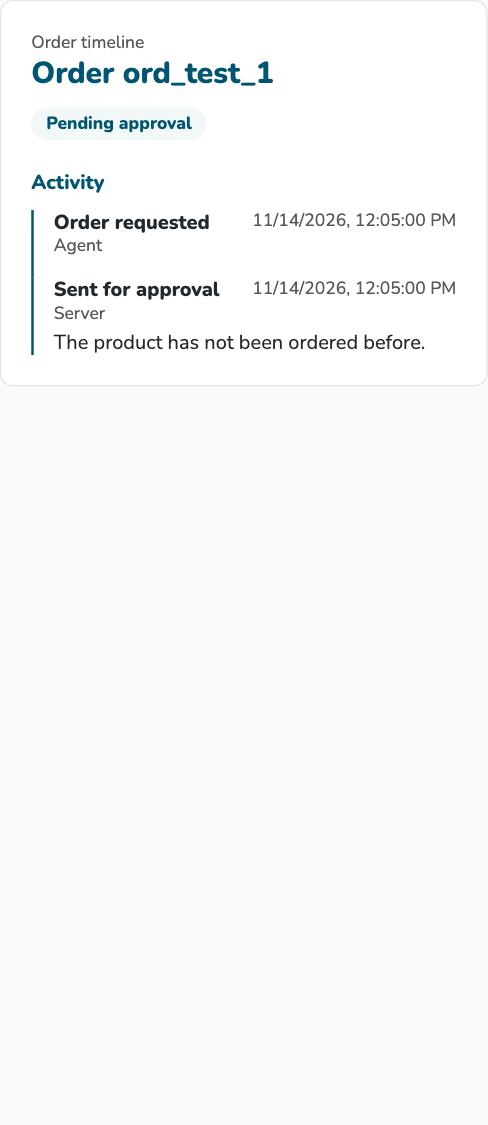 Order timeline
Order ord_test_1
Pending approval
Activity
Order requested 11/14/2026, 12:05:00 PM
Agent
Sent for approval 11/14/2026, 12:05:00 PM
Server
The product has not been ordered before.